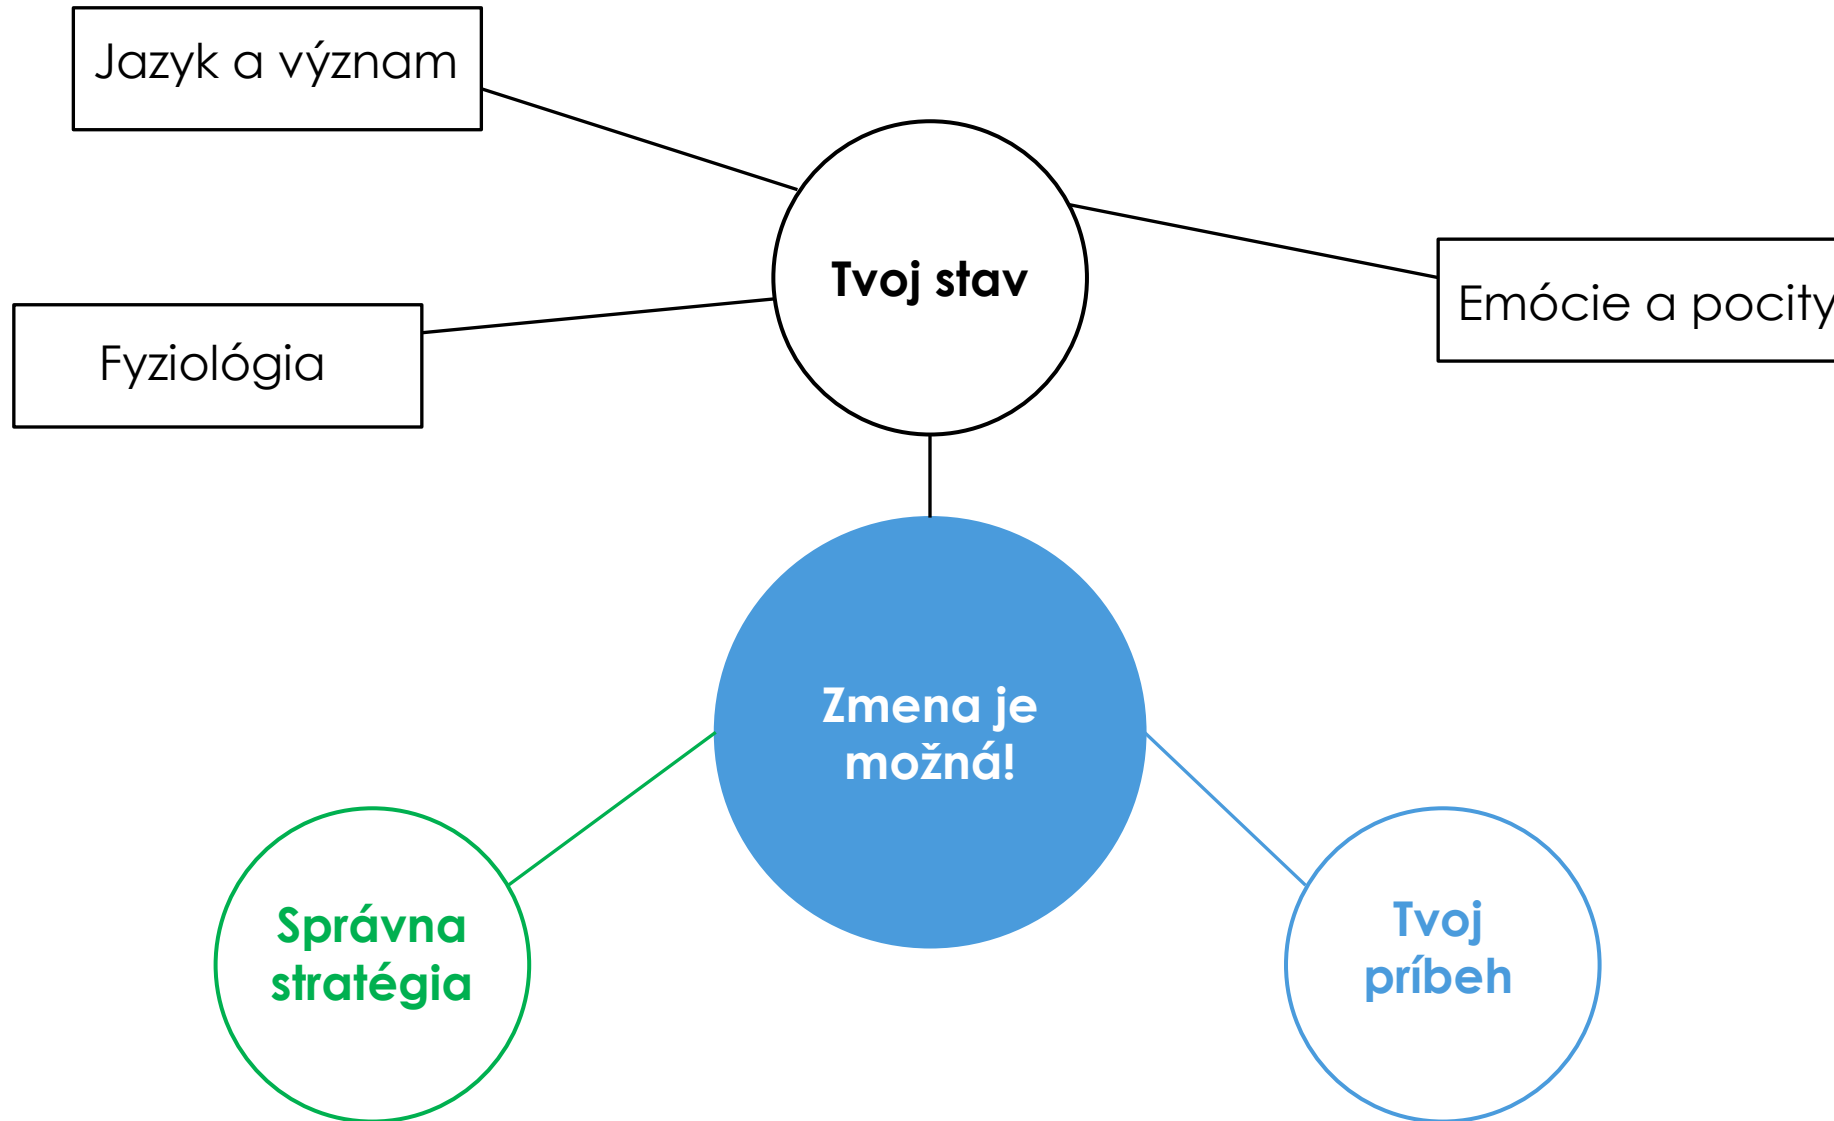 Jazyk a význam
Tvoj stav
Emócie a pocity
Fyziológia
Zmena je
možná!
Správna
stratégia
Tvoj
príbeh